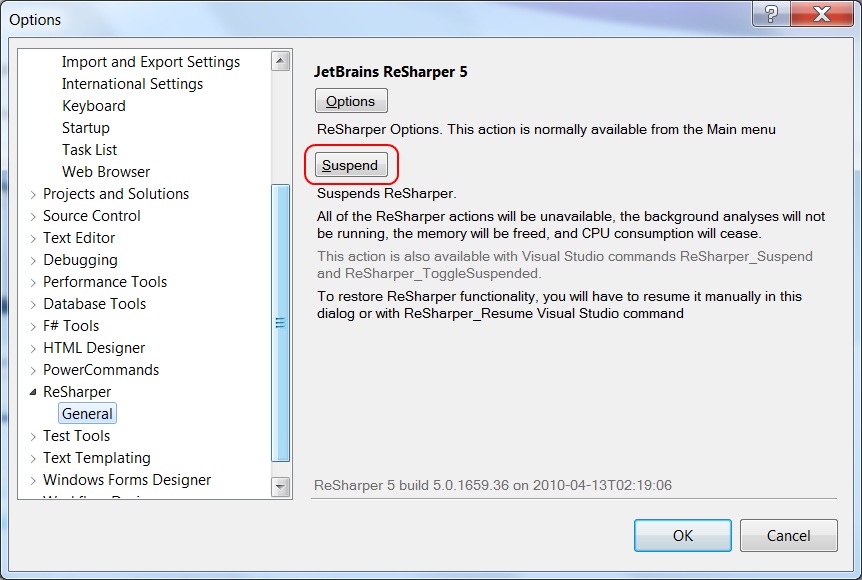 Options
Import and Export Settings
International Settings
Keyboard
Startup
Task List
Web Browser
Projects and Solutions
Source Control
Text Editor
Debugging
Performance Tools
Database Tools
F# Tools
HTML Designer
PowerCommands
ReSharper
General
Test Tools
Text Templating
Windows Forms Designer
JetBrains ReSharper 5
Options
ReSharper Options. This action is normally available from the Main menu
Suspend
Suspends ReSharper.
All of the ReSharper actions will be unavailable, the background analyses will not
be running, the memory will be freed, and CPU consumption will cease.
This action is also available with Visual Studio commands ReSharper_Suspend
and ReSharper_ToggleSuspended.
To restore ReSharper functionality, you will have to resume it manually in this
dialog or with ReSharper_Resume Visual Studio command
ReSharper 5 build 5.0.1659.36 on 2010-04-13T02:19:06
OK
Cancel